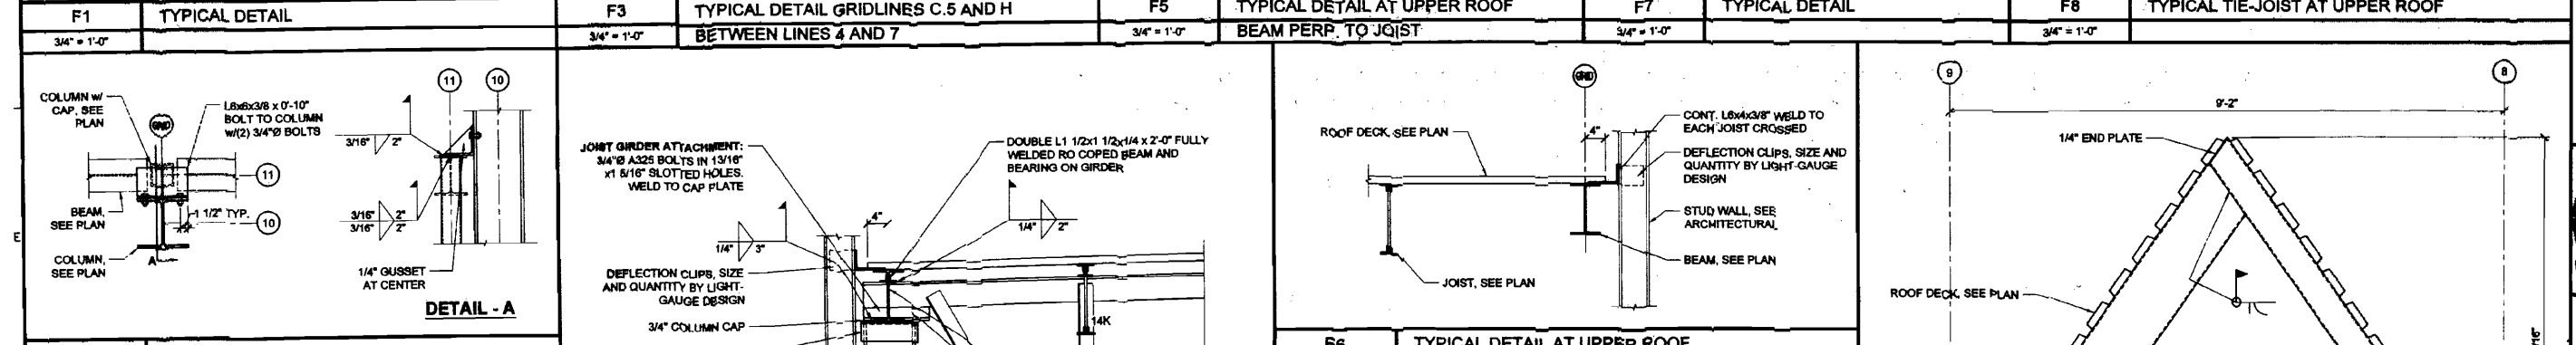 F1
TYPICAL DETAIL
3/4" = 1'-0"
F3
TYPICAL DETAIL GRIDLINES C.5 AND H
3/4" = 1'-0"
BETWEEN LINES 4 AND 7
F5
TYPICAL DETAIL AT UPPER ROOF
3/4" = 1'-0"
BEAM PERP. TO JOIST
F7
TYPICAL DETAIL
3/4" = 1'-0"
F8
TYPICAL TIE-JOIST AT UPPER ROOF
3/4" = 1'-0"
E
COLUMN w/
CAP, SEE
PLAN
GRID
L6x6x3/8 x 0'-10"
BOLT TO COLUMN
w/(2) 3/4"Ø BOLTS
11
BEAM,
SEE PLAN
1 1/2" TYP.
10
COLUMN,
SEE PLAN
A
11
10
3/16"
2"
3/16" 2"
3/16" 2"
1/4" GUSSET
AT CENTER
DETAIL - A
JOIST GIRDER ATTACHMENT:
3/4"Ø A325 BOLTS IN 13/16"
x1 5/16" SLOTTED HOLES.
WELD TO CAP PLATE
1/4"
3"
4"
DOUBLE L1 1/2x1 1/2x1/4 x 2'-0" FULLY
WELDED RO COPED BEAM AND
BEARING ON GIRDER
1/4"
2"
DEFLECTION CLIPS, SIZE
AND QUANTITY BY LIGHT-
GAUGE DESIGN
3/4" COLUMN CAP
14K
GRID
ROOF DECK, SEE PLAN
4"
CONT. L6x4x3/8" WELD TO
EACH JOIST CROSSED
DEFLECTION CLIPS, SIZE AND
QUANTITY BY LIGHT-GAUGE
DESIGN
STUD WALL, SEE
ARCHITECTURAL
BEAM, SEE PLAN
JOIST, SEE PLAN
F6
TYPICAL DETAIL AT UPPER ROOF
9
8
9'-2"
1/4" END PLATE
ROOF DECK, SEE PLAN